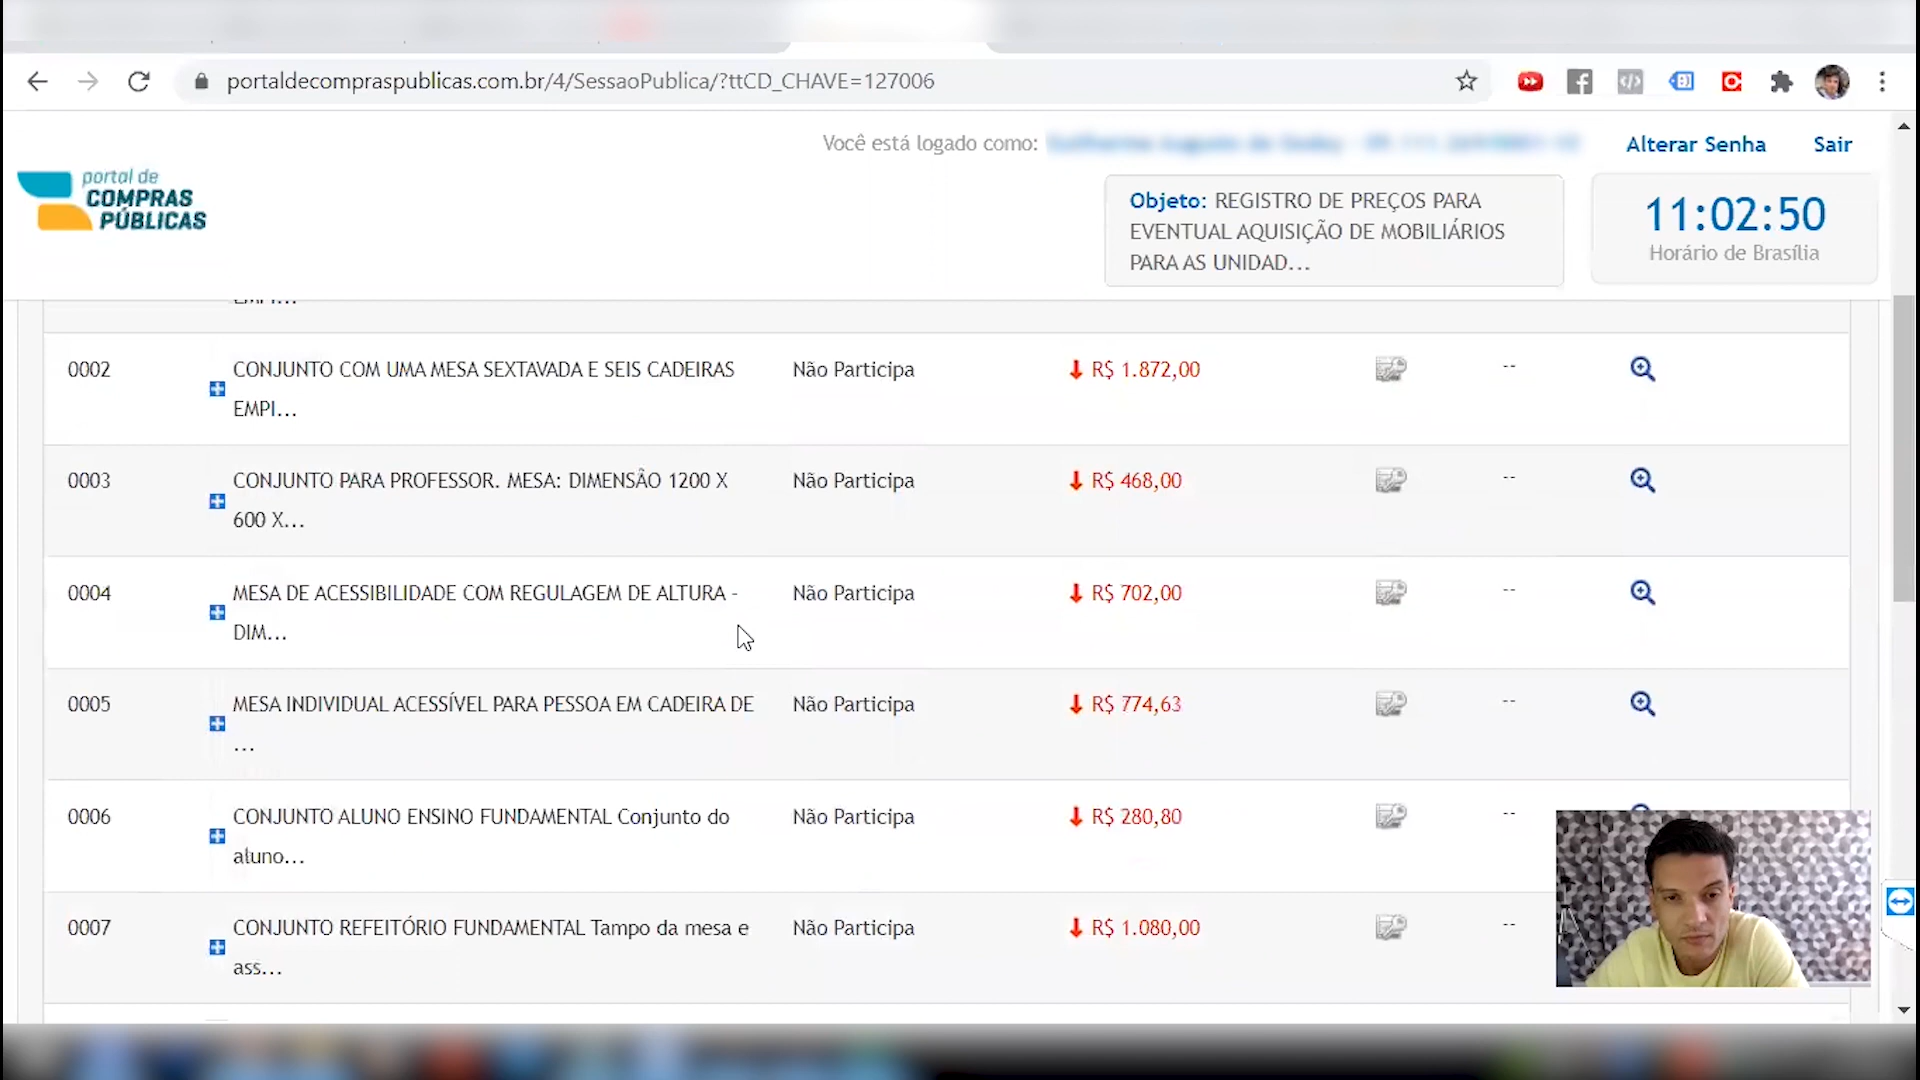 portaldecompraspublicas.com.br/4/SessaoPublica/?ttCD_CHAVE=127006
Você está logado como:
Alterar Senha
Sair
portal de
COMPRAS
PÚBLICAS
Objeto: REGISTRO DE PREÇOS PARA
EVENTUAL AQUISIÇÃO DE MOBILIÁRIOS
PARA AS UNIDAD...
11:02:50
Horário de Brasília
0002
CONJUNTO COM UMA MESA SEXTAVADA E SEIS CADEIRAS
EMPI...
Não Participa
R$ 1.872,00
--
0003
CONJUNTO PARA PROFESSOR. MESA: DIMENSÃO 1200 X
600 X...
Não Participa
R$ 468,00
--
0004
MESA DE ACESSIBILIDADE COM REGULAGEM DE ALTURA -
DIM...
Não Participa
R$ 702,00
--
0005
MESA INDIVIDUAL ACESSÍVEL PARA PESSOA EM CADEIRA DE
...
Não Participa
R$ 774,63
--
0006
CONJUNTO ALUNO ENSINO FUNDAMENTAL Conjunto do
aluno...
Não Participa
R$ 280,80
--
0007
CONJUNTO REFEITÓRIO FUNDAMENTAL Tampo da mesa e
ass...
Não Participa
R$ 1.080,00
--